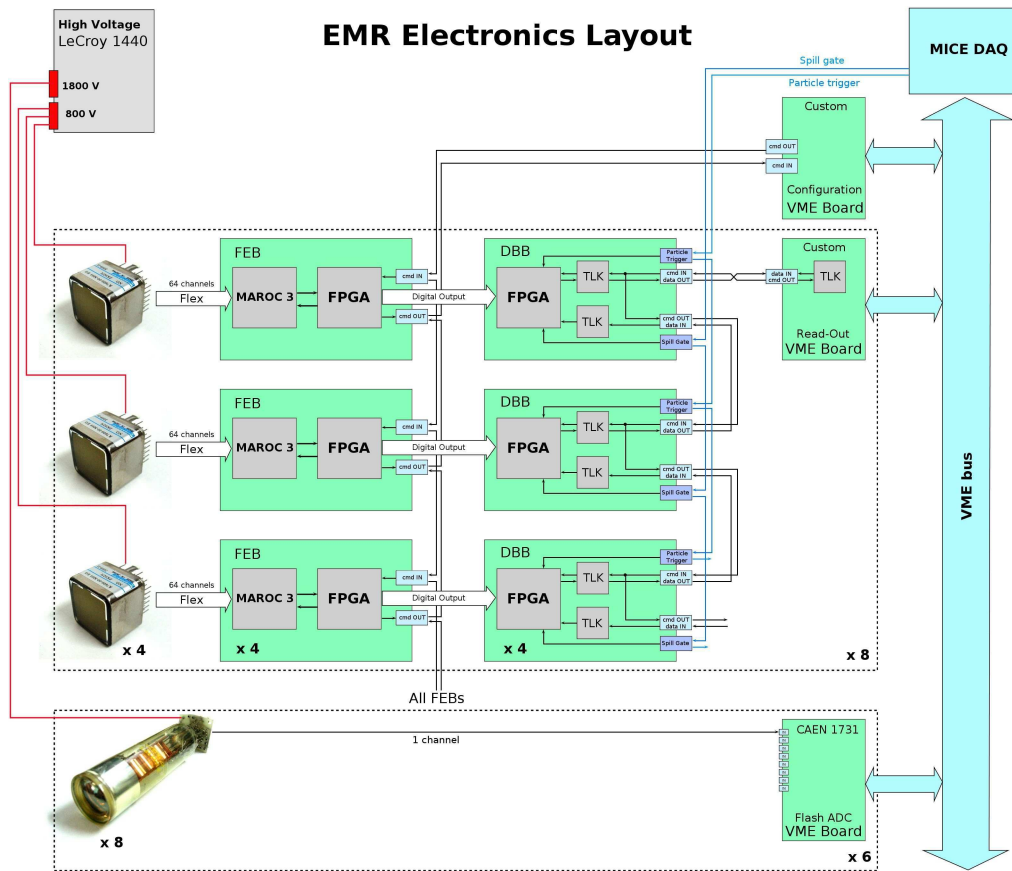 EMR Electronics Layout
High Voltage
LeCroy 1440
1800 V
800 V
MICE DAQ
Spill gate
Particle trigger
Custom
cmd OUT
cmd IN
Configuration
VME Board
VME bus
FEB
DBB
Custom
64 channels
Flex
MAROC 3
FPGA
cmd IN
cmd OUT
Digital Output
FPGA
TLK
TLK
Particle
Trigger
cmd IN
data OUT
cmd OUT
data IN
Spill Gate
data IN
cmd OUT
TLK
Read-Out
VME Board
FEB
DBB
64 channels
Flex
MAROC 3
FPGA
cmd IN
cmd OUT
Digital Output
FPGA
TLK
TLK
Particle
Trigger
cmd IN
data OUT
cmd OUT
data IN
Spill Gate
FEB
DBB
64 channels
Flex
MAROC 3
FPGA
cmd IN
cmd OUT
Digital Output
FPGA
TLK
TLK
Particle
Trigger
cmd IN
data OUT
cmd OUT
data IN
Spill Gate
x 4
x 4
x 4
x 8
All FEBs
1 channel
CAEN 1731
Flash ADC
VME Board
x 8
x 6